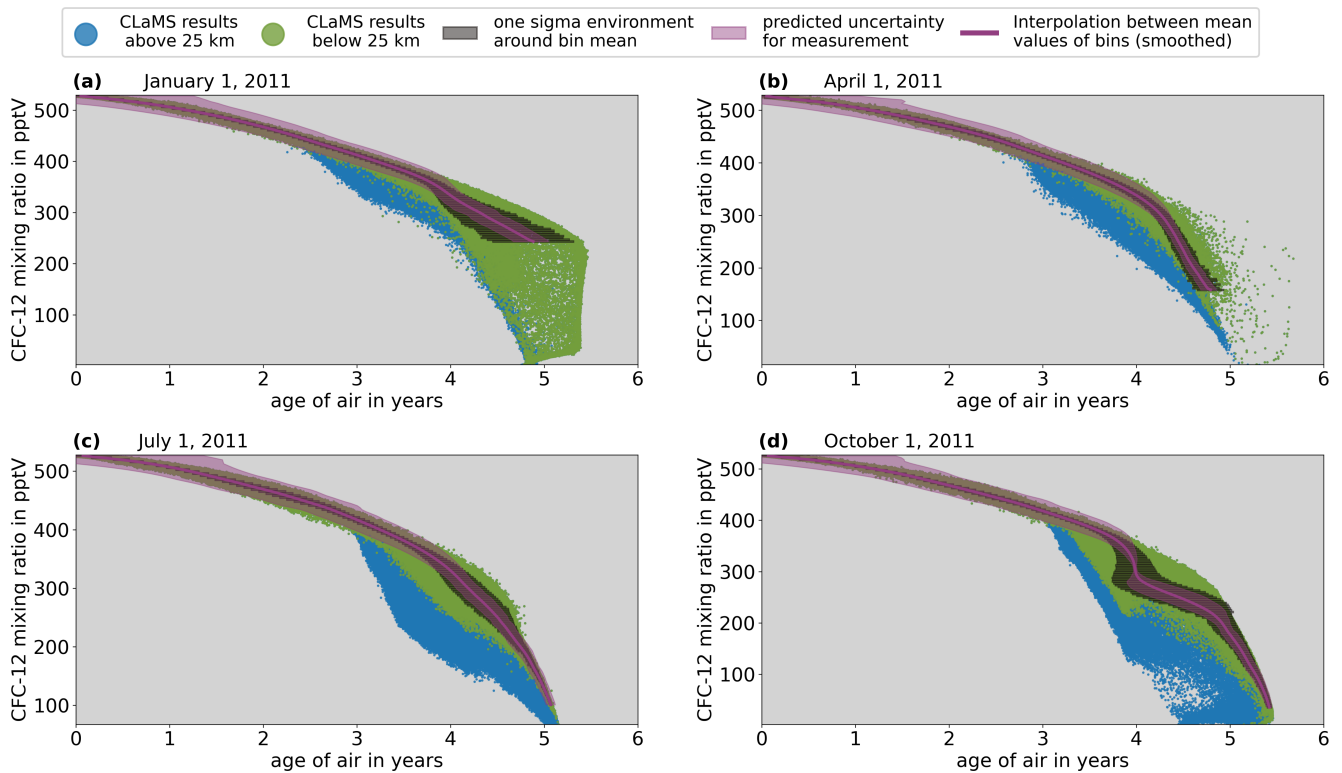 CLaMS results
above 25 km
CLaMS results
below 25 km
one sigma environment
around bin mean
predicted uncertainty
for measurement
Interpolation between mean
values of bins (smoothed)
(a) January 1, 2011
CFC-12 mixing ratio in pptV
500
400
300
200
100
0 1 2 3 4 5 6
age of air in years
(b) April 1, 2011
CFC-12 mixing ratio in pptV
500
400
300
200
100
0 1 2 3 4 5 6
age of air in years
(c) July 1, 2011
CFC-12 mixing ratio in pptV
500
400
300
200
100
0 1 2 3 4 5 6
age of air in years
(d) October 1, 2011
CFC-12 mixing ratio in pptV
500
400
300
200
100
0 1 2 3 4 5 6
age of air in years